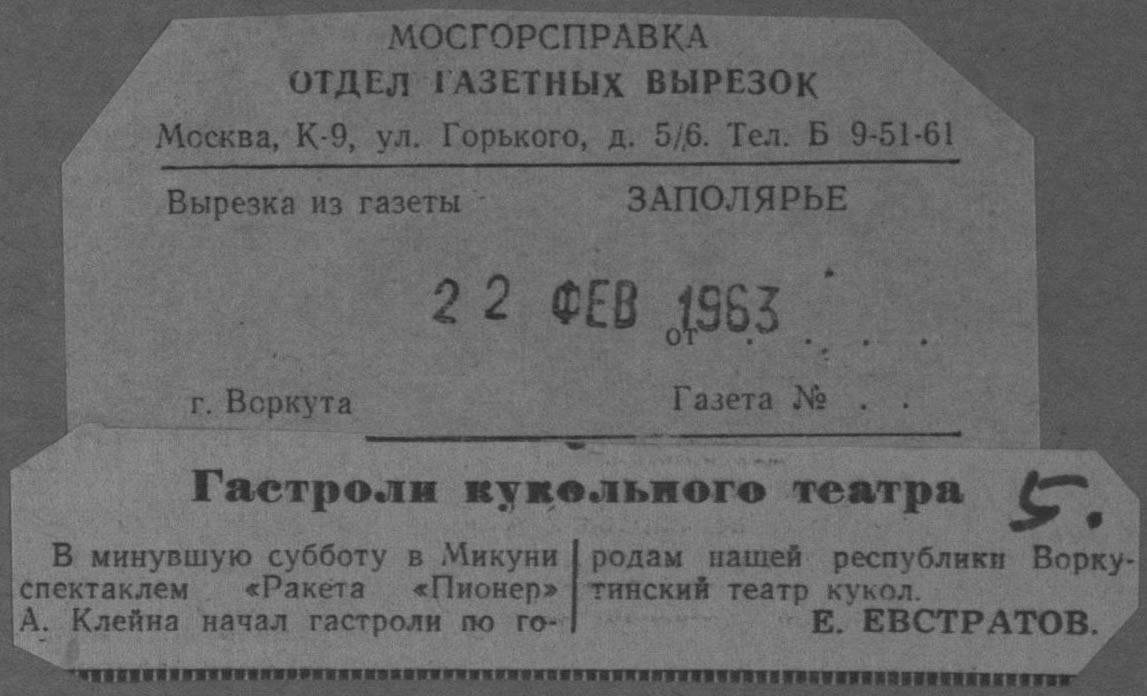 МОСГОРСПРАВКА
ОТДЕЛ ГАЗЕТНЫХ ВЫРЕЗОК
Москва, К-9, ул. Горького, д. 5/6. Тел. Б 9-51-61
Вырезка из газеты ЗАПОЛЯРЬЕ
22 ФЕВ 1963
от . . . .
г. Воркута Газета № . .
Гастроли кукольного театра 5.
В минувшую субботу в Микуни
спектаклем «Ракета «Пионер»
А. Клейна начал гастроли по го-
родам нашей республики Ворку-
тинский театр кукол.
Е. ЕВСТРАТОВ.